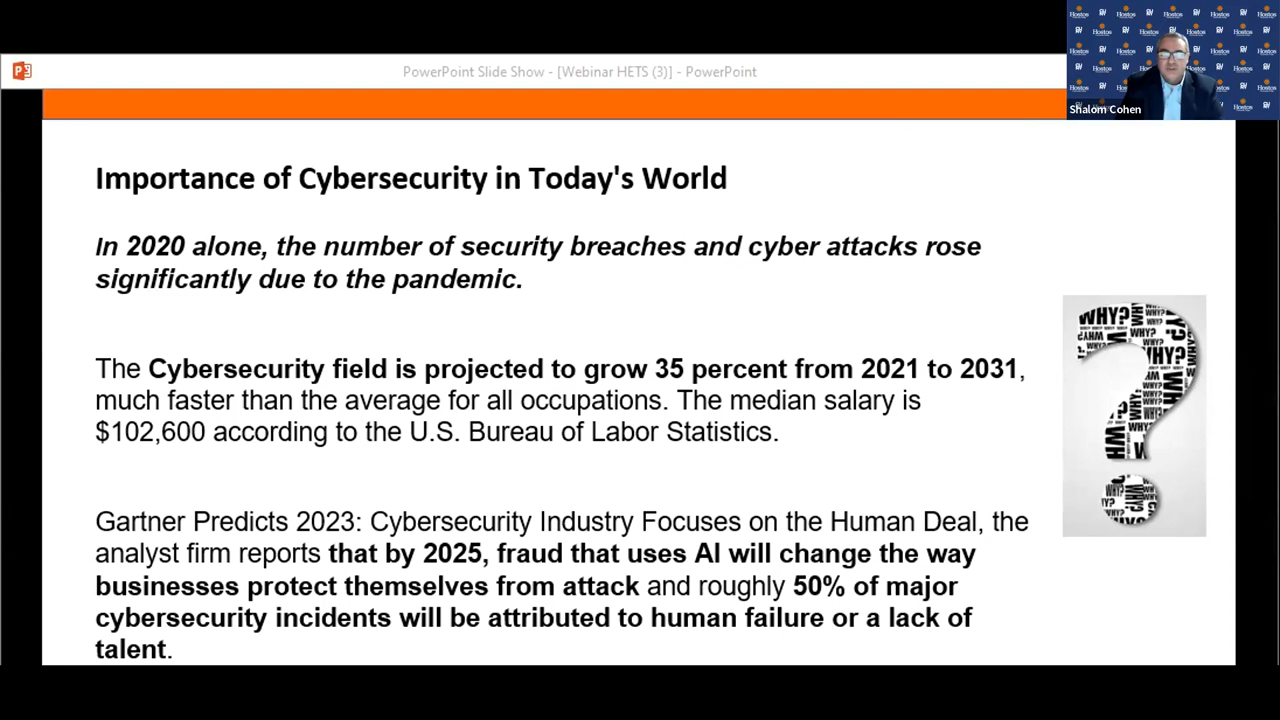 PowerPoint Slide Show - [Webinar HETS (3)] - PowerPoint
Hostos
Shalom Cohen
Importance of Cybersecurity in Today's World
In 2020 alone, the number of security breaches and cyber attacks rose
significantly due to the pandemic.
The Cybersecurity field is projected to grow 35 percent from 2021 to 2031,
much faster than the average for all occupations. The median salary is
$102,600 according to the U.S. Bureau of Labor Statistics.
WHY?
Gartner Predicts 2023: Cybersecurity Industry Focuses on the Human Deal, the
analyst firm reports that by 2025, fraud that uses AI will change the way
businesses protect themselves from attack and roughly 50% of major
cybersecurity incidents will be attributed to human failure or a lack of
talent.